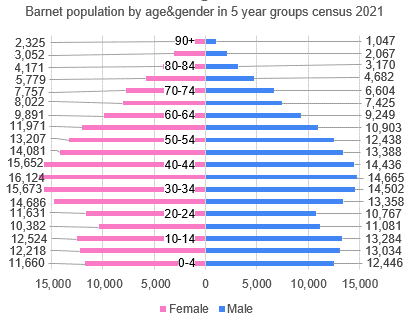 Barnet population by age&gender in 5 year groups census 2021
2,325 90+ 1,047
3,052 2,067
4,171 80-84 3,170
5,779 4,682
7,757 70-74 6,604
8,022 7,425
9,891 60-64 9,249
11,971 10,903
13,207 50-54 12,438
14,081 13,388
15,652 40-44 14,436
16,124 14,665
15,673 30-34 14,502
14,686 13,358
11,631 20-24 10,767
10,382 11,081
12,524 10-14 13,284
12,218 13,034
11,660 0-4 12,446
15,000 10,000 5,000 0 5,000 10,000 15,000
Female Male